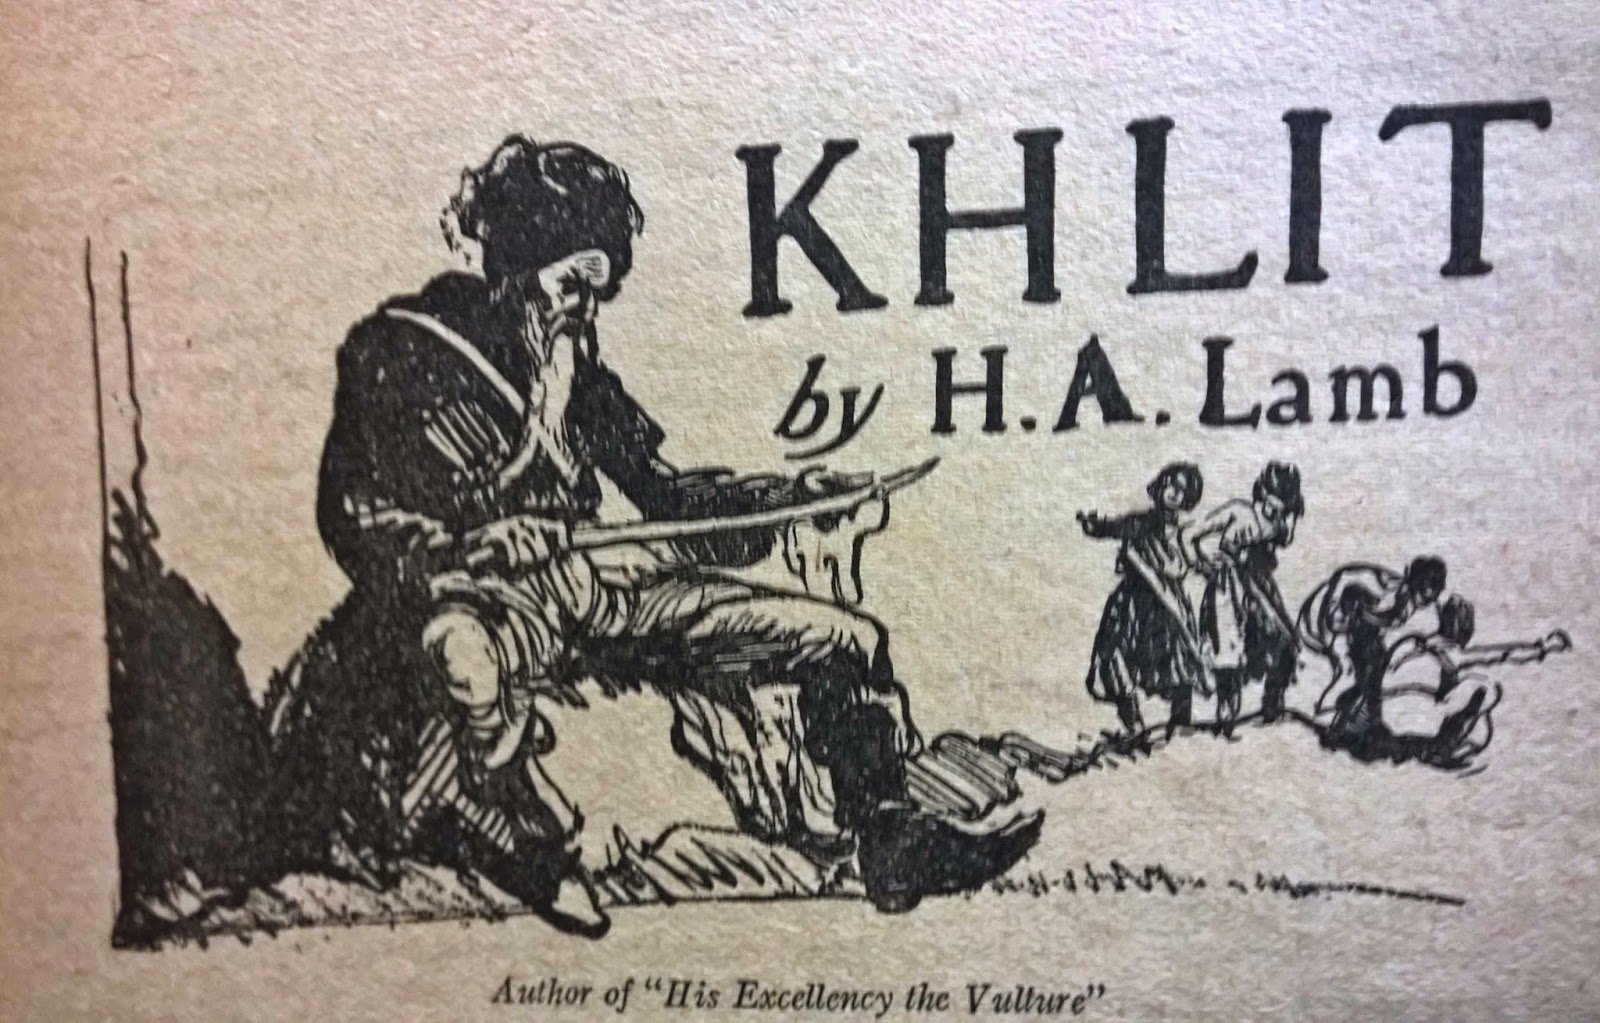 KHLIT
by H. A. Lamb
Author of “His Excellency the Vulture”